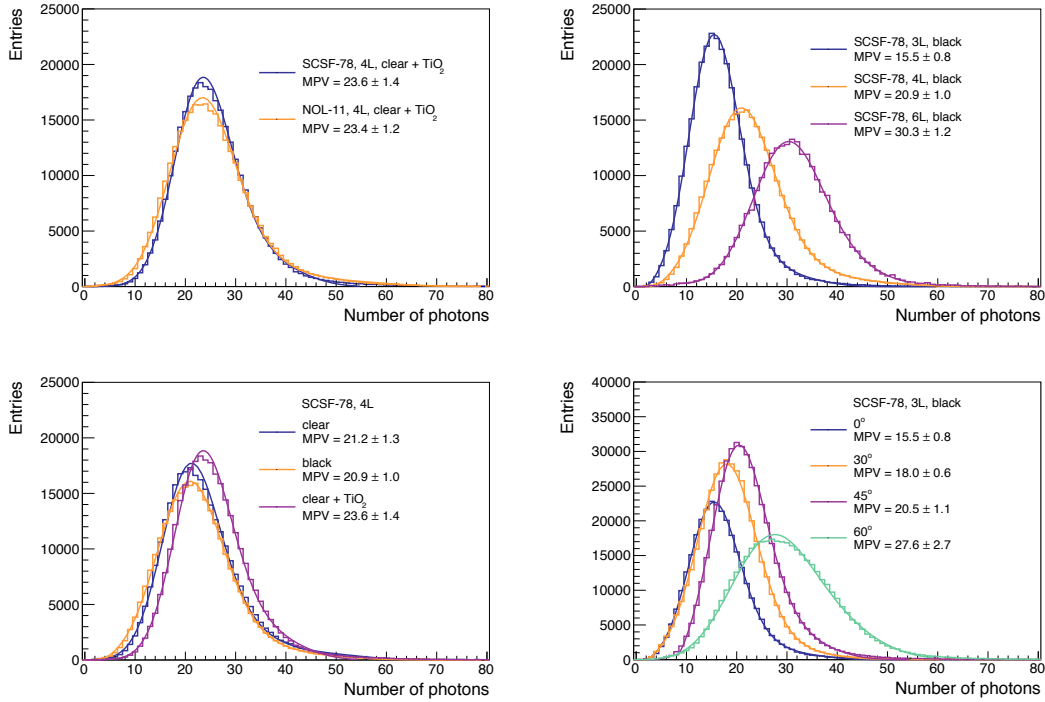 Entries
25000
20000
15000
10000
5000
0
SCSF-78, 4L, clear + TiO₂
MPV = 23.6 ± 1.4
NOL-11, 4L, clear + TiO₂
MPV = 23.4 ± 1.2
0 10 20 30 40 50 60 70 80
Number of photons
Entries
25000
20000
15000
10000
5000
0
SCSF-78, 3L, black
MPV = 15.5 ± 0.8
SCSF-78, 4L, black
MPV = 20.9 ± 1.0
SCSF-78, 6L, black
MPV = 30.3 ± 1.2
0 10 20 30 40 50 60 70 80
Number of photons
Entries
25000
20000
15000
10000
5000
0
SCSF-78, 4L
clear
MPV = 21.2 ± 1.3
black
MPV = 20.9 ± 1.0
clear + TiO₂
MPV = 23.6 ± 1.4
0 10 20 30 40 50 60 70 80
Number of photons
Entries
40000
35000
30000
25000
20000
15000
10000
5000
0
SCSF-78, 3L, black
0°
MPV = 15.5 ± 0.8
30°
MPV = 18.0 ± 0.6
45°
MPV = 20.5 ± 1.1
60°
MPV = 27.6 ± 2.7
0 10 20 30 40 50 60 70 80
Number of photons